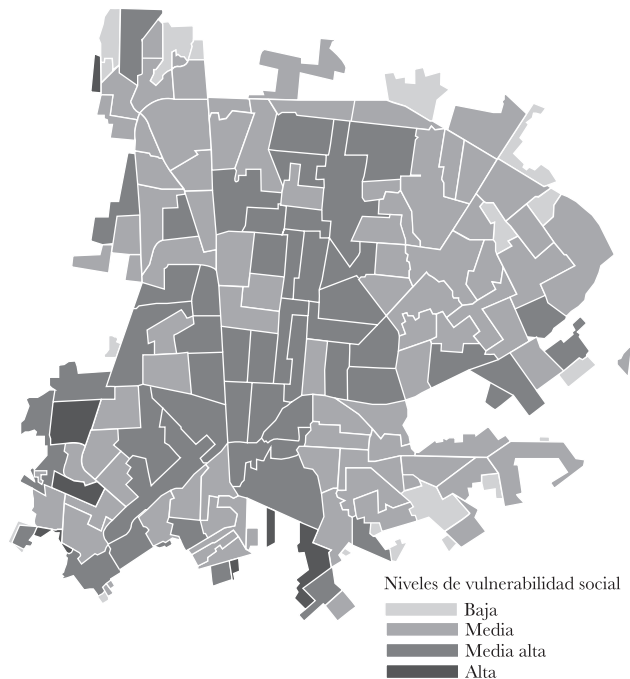 Niveles de vulnerabilidad social
Baja
Media
Media alta
Alta